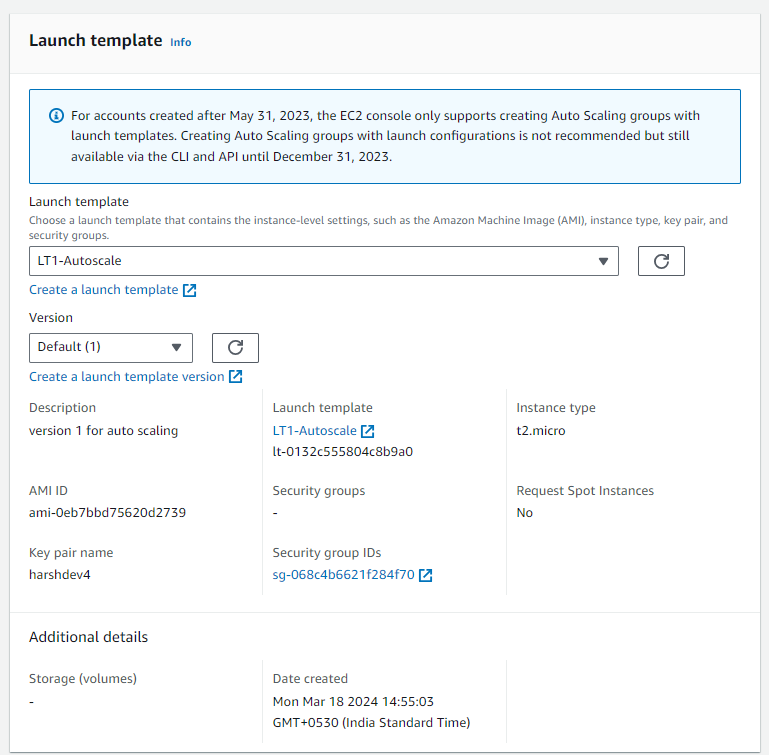 Launch template Info
For accounts created after May 31, 2023, the EC2 console only supports creating Auto Scaling groups with
launch templates. Creating Auto Scaling groups with launch configurations is not recommended but still
available via the CLI and API until December 31, 2023.
Launch template
Choose a launch template that contains the instance-level settings, such as the Amazon Machine Image (AMI), instance type, key pair, and
security groups.
LT1-Autoscale
Create a launch template
Version
Default (1)
Create a launch template version
Description
version 1 for auto scaling
Launch template
LT1-Autoscale
lt-0132c555804c8b9a0
Instance type
t2.micro
AMI ID
ami-0eb7bbd75620d2739
Security groups
-
Request Spot Instances
No
Key pair name
harshdev4
Security group IDs
sg-068c4b6621f284f70
Additional details
Storage (volumes)
-
Date created
Mon Mar 18 2024 14:55:03
GMT+0530 (India Standard Time)